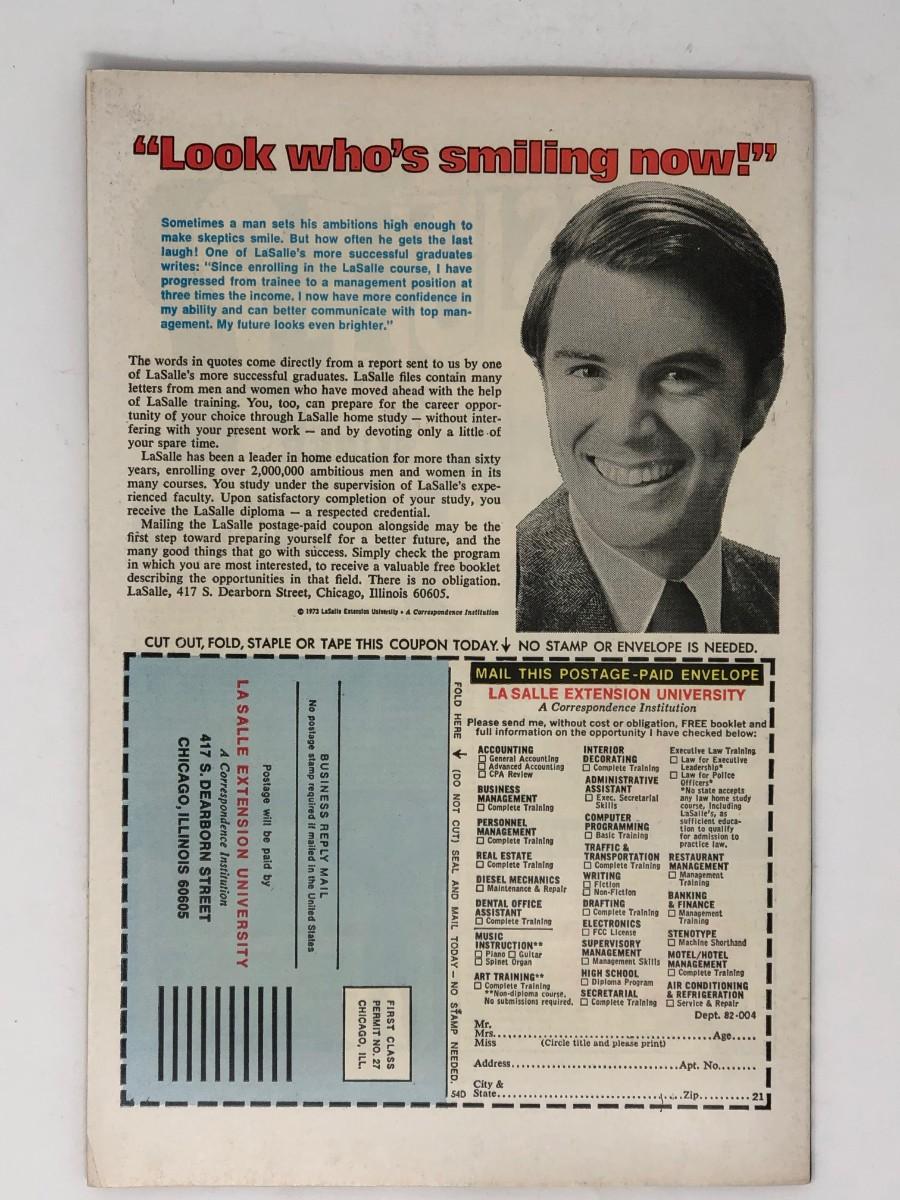 “Look who’s smiling now!”
Sometimes a man sets his ambitions high enough to
make skeptics smile. But how often he gets the last
laugh! One of LaSalle's more successful graduates
writes: "Since enrolling in the LaSalle course, I have
progressed from trainee to a management position at
three times the income. I now have more confidence in
my ability and can better communicate with top man-
agement. My future looks even brighter."
The words in quotes come directly from a report sent to us by one
of LaSalle's more successful graduates. LaSalle files contain many
letters from men and women who have moved ahead with the help
of LaSalle training. You, too, can prepare for the career oppor-
tunity of your choice through LaSalle home study — without inter-
fering with your present work — and by devoting only a little of
your spare time.
LaSalle has been a leader in home education for more than sixty
years, enrolling over 2,000,000 ambitious men and women in its
many courses. You study under the supervision of LaSalle's expe-
rienced faculty. Upon satisfactory completion of your study, you
receive the LaSalle diploma — a respected credential.
Mailing the LaSalle postage-paid coupon alongside may be the
first step toward preparing yourself for a better future, and the
many good things that go with success. Simply check the program
in which you are most interested, to receive a valuable free booklet
describing the opportunities in that field. There is no obligation.
LaSalle, 417 S. Dearborn Street, Chicago, Illinois 60605.
© 1973 LaSalle Extension University • A Correspondence Institution
CUT OUT, FOLD, STAPLE OR TAPE THIS COUPON TODAY. ↓ NO STAMP OR ENVELOPE IS NEEDED.
FIRST CLASS
PERMIT NO. 27
CHICAGO, ILL.
BUSINESS REPLY MAIL
No postage stamp required if mailed in the United States
Postage will be paid by
LA SALLE EXTENSION UNIVERSITY
A Correspondence Institution
417 S. DEARBORN STREET
CHICAGO, ILLINOIS 60605
FOLD HERE ← (DO NOT CUT) SEAL AND MAIL TODAY — NO STAMP NEEDED.
54D
MAIL THIS POSTAGE-PAID ENVELOPE
LA SALLE EXTENSION UNIVERSITY
A Correspondence Institution
Please send me, without cost or obligation, FREE booklet and
full information on the opportunity I have checked below:
ACCOUNTING
☐ General Accounting
☐ Advanced Accounting
☐ CPA Review
BUSINESS
MANAGEMENT
☐ Complete Training
PERSONNEL
MANAGEMENT
☐ Complete Training
REAL ESTATE
☐ Complete Training
DIESEL MECHANICS
☐ Maintenance & Repair
DENTAL OFFICE
ASSISTANT
☐ Complete Training
MUSIC
INSTRUCTION**
☐ Piano ☐ Guitar
☐ Spinet Organ
ART TRAINING**
☐ Complete Training
**Non-diploma course.
No submissions required.
INTERIOR
DECORATING
☐ Complete Training
ADMINISTRATIVE
ASSISTANT
☐ Exec. Secretarial
Skills
COMPUTER
PROGRAMMING
☐ Basic Training
TRAFFIC &
TRANSPORTATION
☐ Complete Training
WRITING
☐ Fiction
☐ Non-Fiction
DRAFTING
☐ Complete Training
ELECTRONICS
☐ FCC License
SUPERVISORY
MANAGEMENT
☐ Management Skills
HIGH SCHOOL
☐ Diploma Program
SECRETARIAL
☐ Complete Training
Executive Law Training
☐ Law for Executive
Leadership*
☐ Law for Police
Officers*
*No state accepts
any law home study
course, including
LaSalle's, as
sufficient educa-
tion to qualify
for admission to
practice law.
RESTAURANT
MANAGEMENT
☐ Management
Training
BANKING
& FINANCE
☐ Management
Training
STENOTYPE
☐ Machine Shorthand
MOTEL/HOTEL
MANAGEMENT
☐ Complete Training
AIR CONDITIONING
& REFRIGERATION
☐ Service & Repair
Dept. 82-004
Mr.
Mrs. Age
Miss (Circle title and please print)
Address Apt. No.
City &
State Zip 21